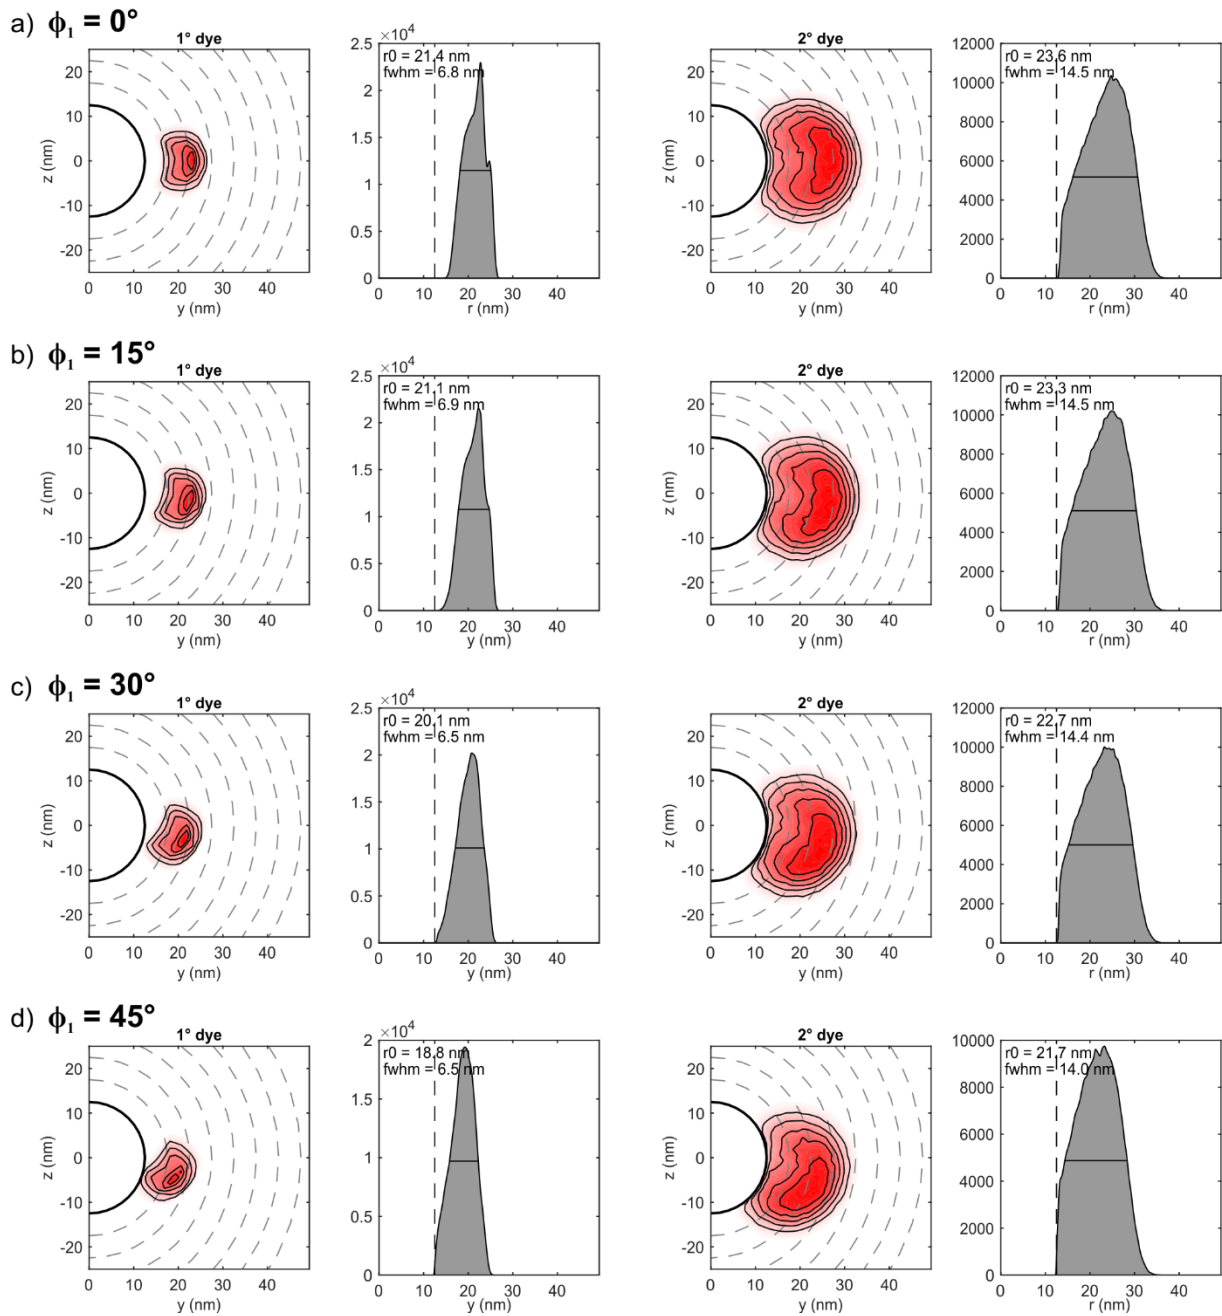 a) ϕ₁ = 0°
1° dye
20
10
0
-10
-20
z (nm)
0 10 20 30 40
y (nm)
×10⁴
r0 = 21.4 nm
fwhm = 6.8 nm
2.5
2
1.5
1
0.5
0
0 10 20 30 40
r (nm)
2° dye
20
10
0
-10
-20
z (nm)
0 10 20 30 40
y (nm)
r0 = 23.6 nm
fwhm = 14.5 nm
12000
10000
8000
6000
4000
2000
0
0 10 20 30 40
r (nm)
b) ϕ₁ = 15°
1° dye
20
10
0
-10
-20
z (nm)
0 10 20 30 40
y (nm)
×10⁴
r0 = 21.1 nm
fwhm = 6.9 nm
2.5
2
1.5
1
0.5
0
0 10 20 30 40
y (nm)
2° dye
20
10
0
-10
-20
z (nm)
0 10 20 30 40
y (nm)
r0 = 23.3 nm
fwhm = 14.5 nm
12000
10000
8000
6000
4000
2000
0
0 10 20 30 40
r (nm)
c) ϕ₁ = 30°
1° dye
20
10
0
-10
-20
z (nm)
0 10 20 30 40
y (nm)
×10⁴
r0 = 20.1 nm
fwhm = 6.5 nm
2.5
2
1.5
1
0.5
0
0 10 20 30 40
y (nm)
2° dye
20
10
0
-10
-20
z (nm)
0 10 20 30 40
y (nm)
r0 = 22.7 nm
fwhm = 14.4 nm
12000
10000
8000
6000
4000
2000
0
0 10 20 30 40
r (nm)
d) ϕ₁ = 45°
1° dye
20
10
0
-10
-20
z (nm)
0 10 20 30 40
y (nm)
×10⁴
r0 = 18.8 nm
fwhm = 6.5 nm
2
1.5
1
0.5
0
0 10 20 30 40
y (nm)
2° dye
20
10
0
-10
-20
z (nm)
0 10 20 30 40
y (nm)
r0 = 21.7 nm
fwhm = 14.0 nm
10000
8000
6000
4000
2000
0
0 10 20 30 40
r (nm)